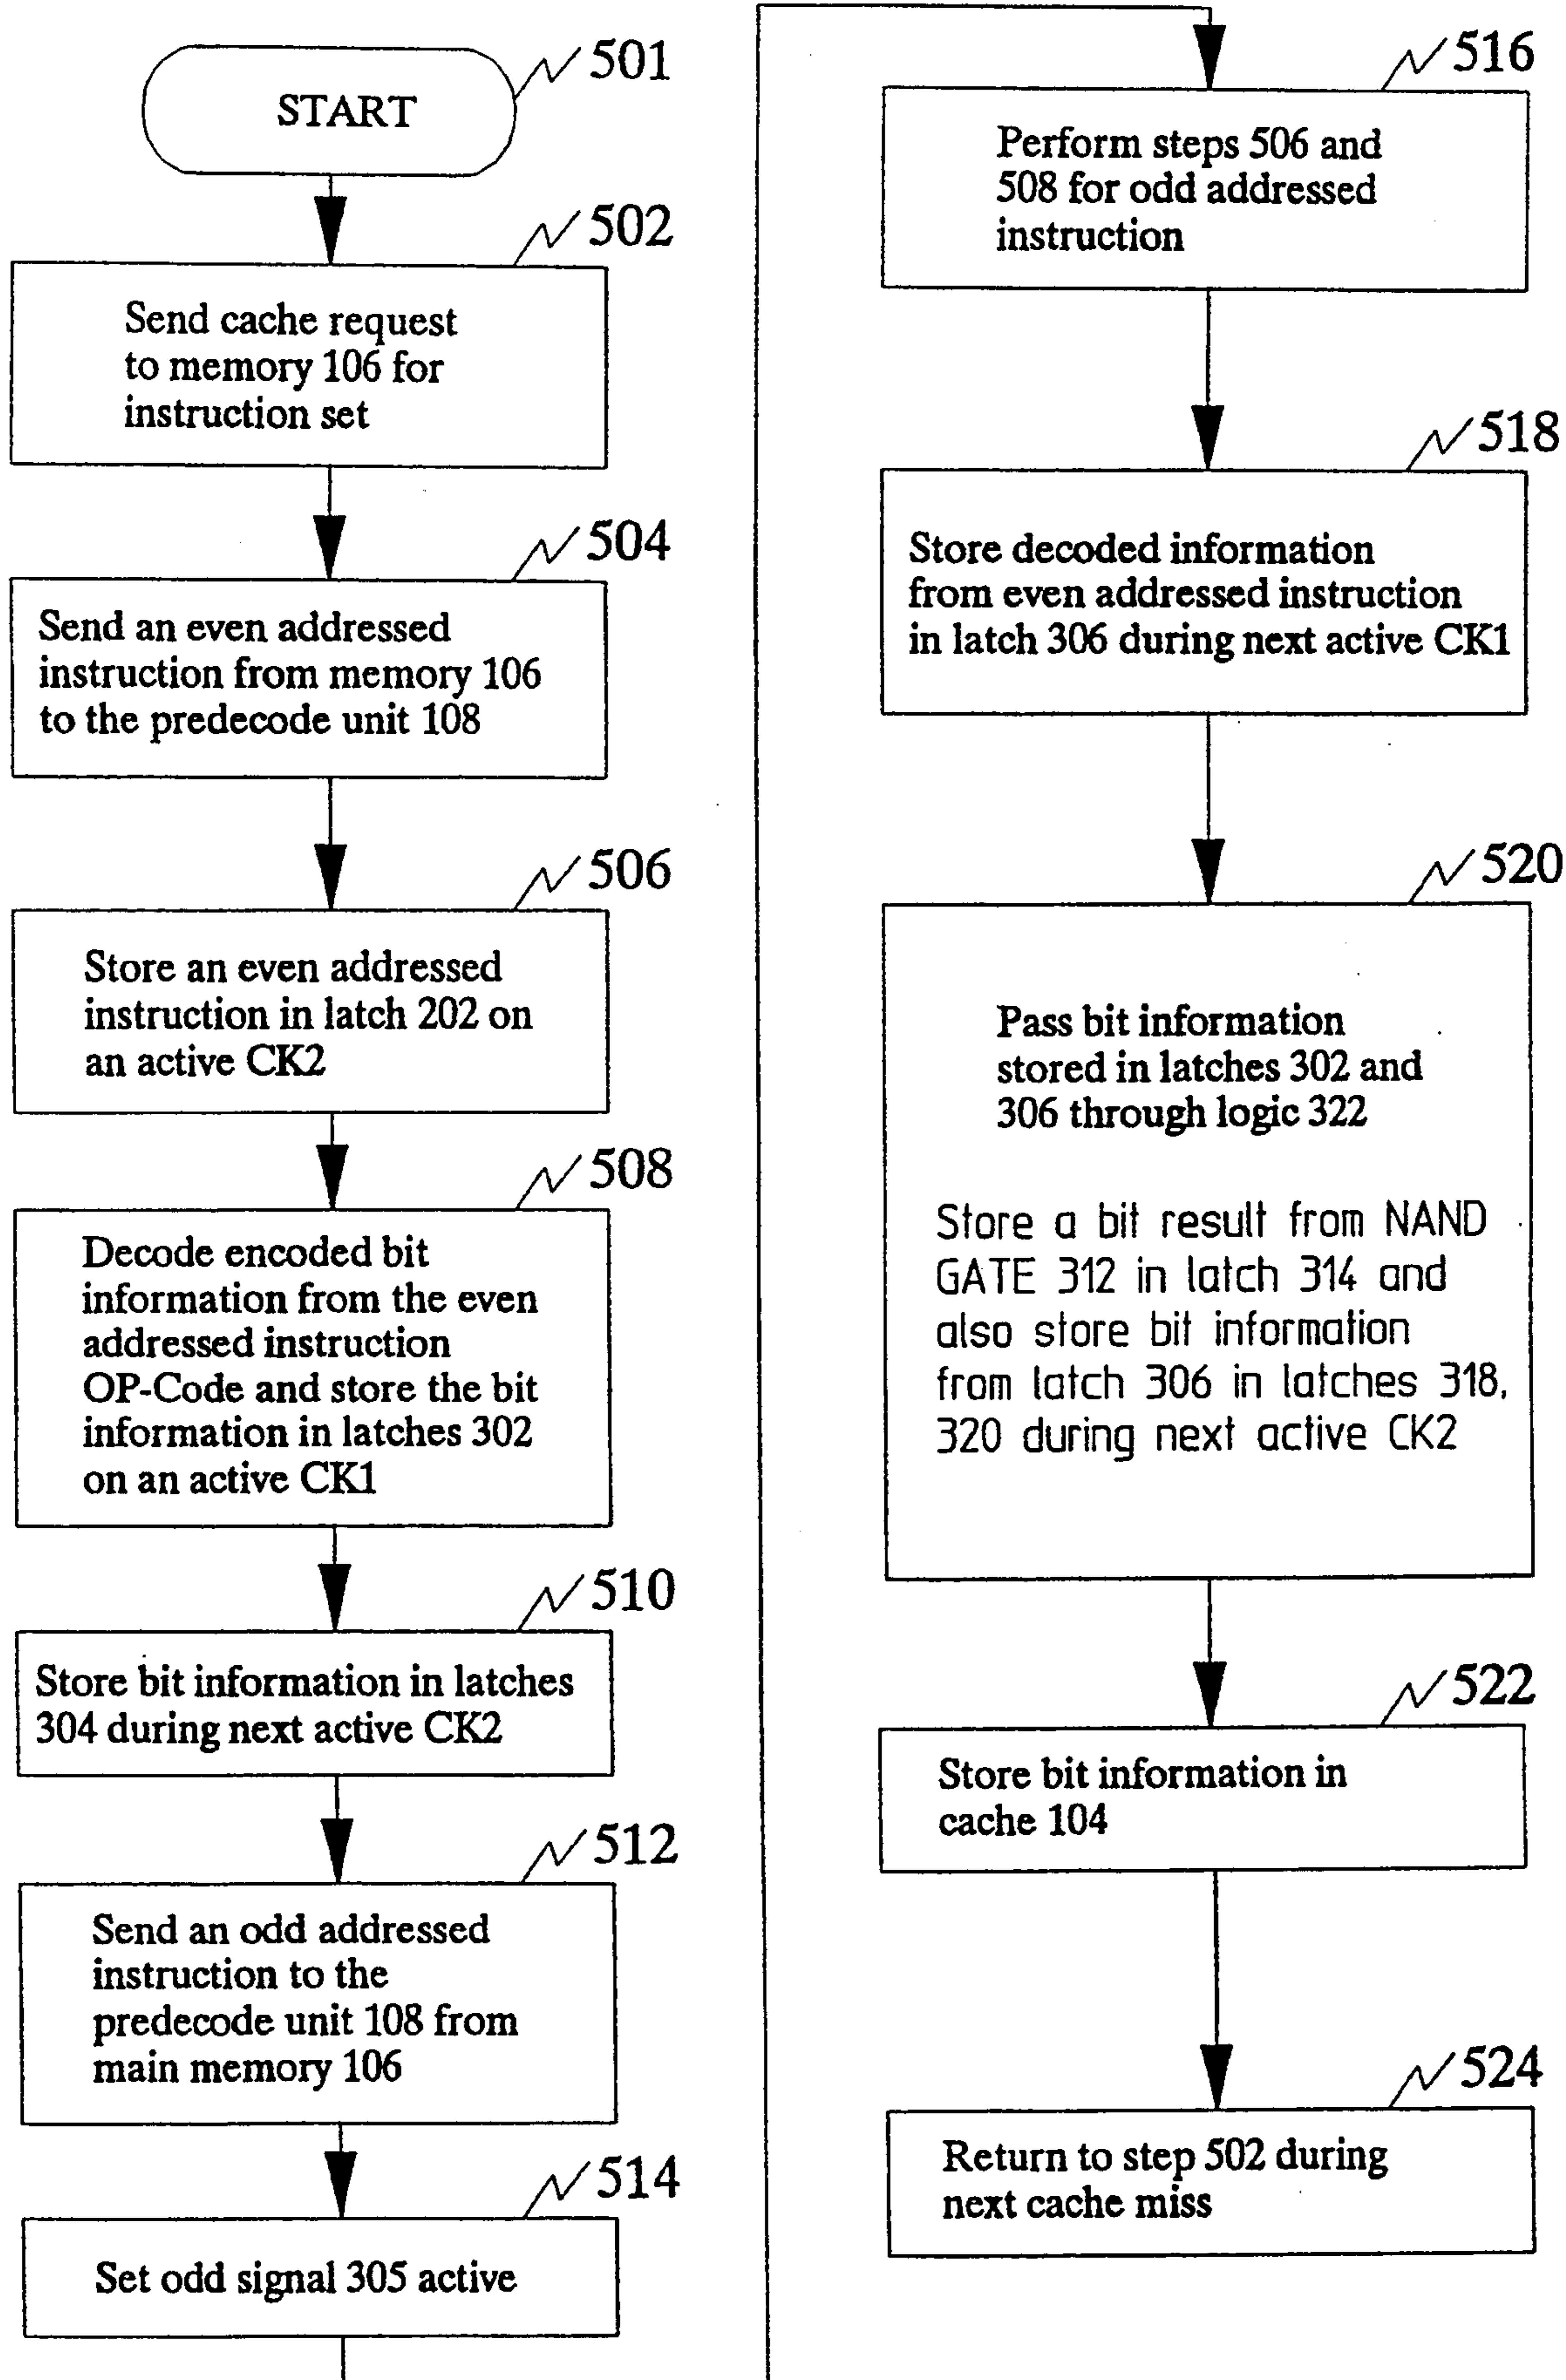 501
START
502
Send cache request
to memory 106 for
instruction set
504
Send an even addressed
instruction from memory 106
to the predecode unit 108
506
Store an even addressed
instruction in latch 202 on
an active CK2
508
Decode encoded bit
information from the even
addressed instruction
OP-Code and store the bit
information in latches 302
on an active CK1
510
Store bit information in latches
304 during next active CK2
512
Send an odd addressed
instruction to the
predecode unit 108 from
main memory 106
514
Set odd signal 305 active
516
Perform steps 506 and
508 for odd addressed
instruction
518
Store decoded information
from even addressed instruction
in latch 306 during next active CK1
520
Pass bit information
stored in latches 302 and
306 through logic 322
Store a bit result from NAND
GATE 312 in latch 314 and
also store bit information
from latch 306 in latches 318,
320 during next active CK2
522
Store bit information in
cache 104
524
Return to step 502 during
next cache miss